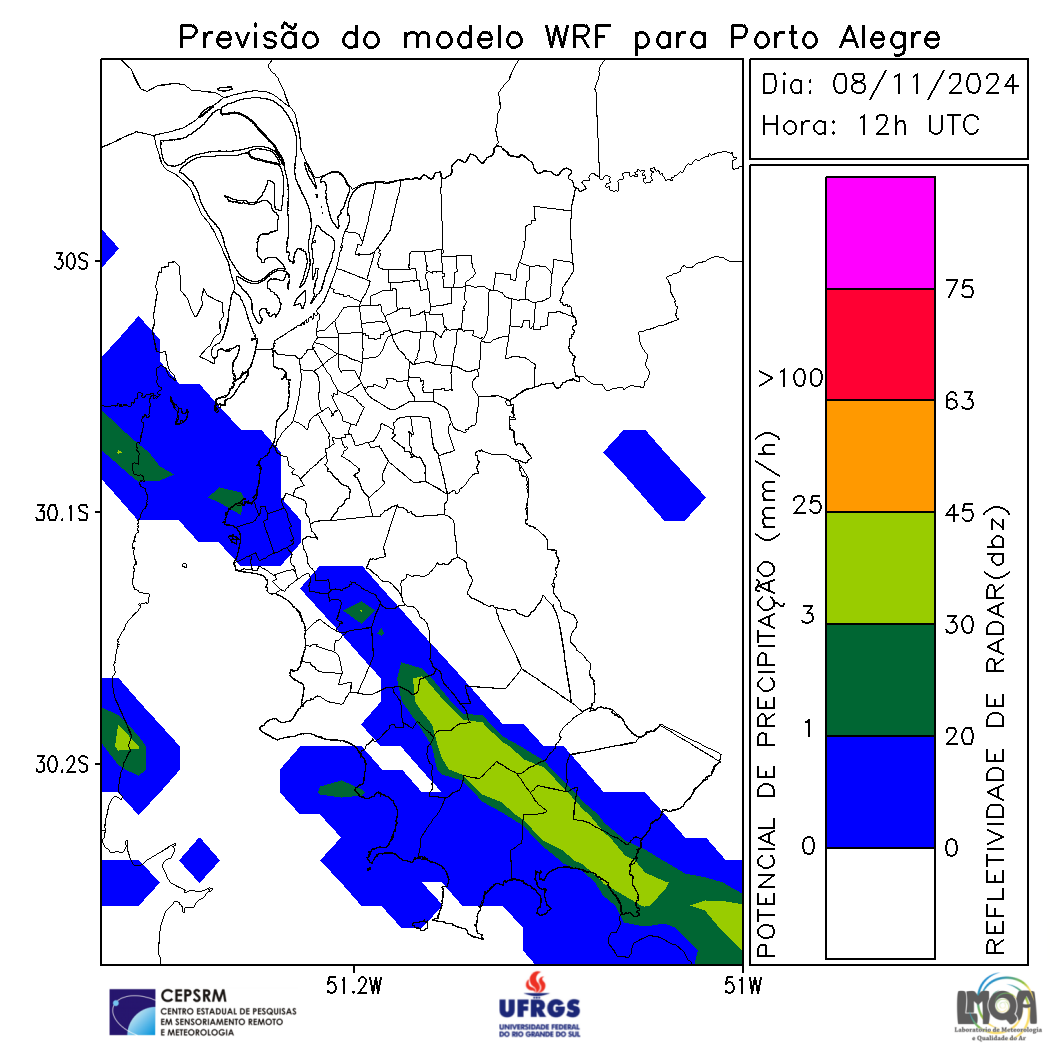 Previsão do modelo WRF para Porto Alegre
Dia: 08/11/2024
Hora: 12h UTC
30S
30.1S
30.2S
51.2W
51W
POTENCIAL DE PRECIPITAÇÃO (mm/h)
>100
25
3
1
0
75
63
45
30
20
0
REFLETIVIDADE DE RADAR(dbz)
CEPSRM
CENTRO ESTADUAL DE PESQUISAS
EM SENSORIAMENTO REMOTO
E METEOROLOGIA
UFRGS
UNIVERSIDADE FEDERAL
DO RIO GRANDE DO SUL
LMQA
Laboratório de Meteorologia
e Qualidade do Ar